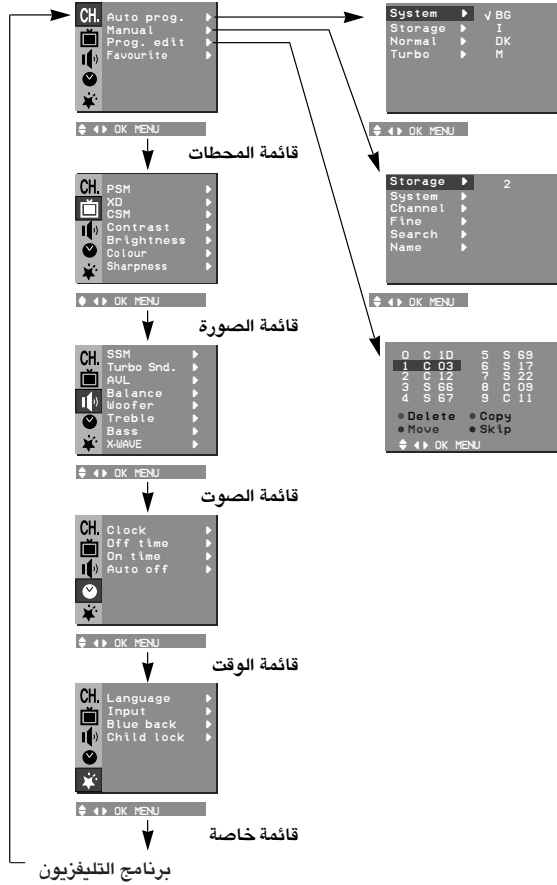 CH.
Auto prog.
Manual
Prog. edit
Favourite
OK MENU
قائمة المحطات
System
Storage
Normal
Turbo
√ BG
I
DK
M
OK MENU
CH.
PSM
XD
CSM
Contrast
Brightness
Colour
Sharpness
OK MENU
قائمة الصورة
Storage 2
System
Channel
Fine
Search
Name
OK MENU
CH.
SSM
Turbo Snd.
AVL
Balance
Woofer
Treble
Bass
X-WAVE
OK MENU
قائمة الصوت
0 C 10 5 S 69
1 C 03 6 S 17
2 C 12 7 S 22
3 S 66 8 C 09
4 S 67 9 C 11
Delete Copy
Move Skip
OK MENU
CH.
Clock
Off time
On time
Auto off
OK MENU
قائمة الوقت
CH.
Language
Input
Blue back
Child lock
OK MENU
قائمة خاصة
برنامج التليفزيون